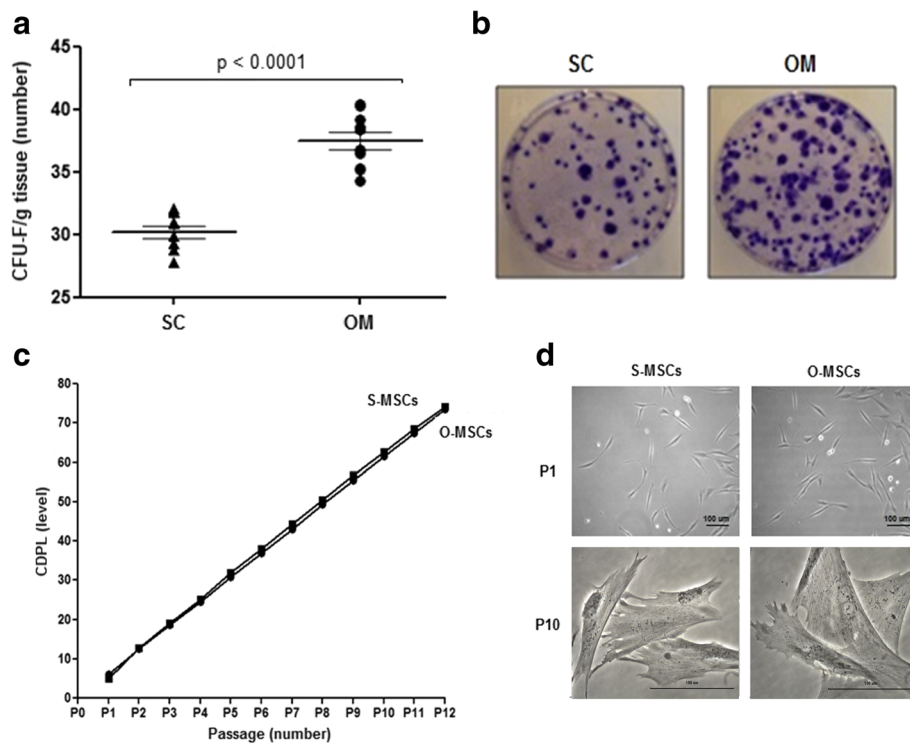 a
CFU-F/g tissue (number)
45
40
35
30
25
p < 0.0001
SC
OM
b
SC
OM
c
CDPL (level)
80
70
60
50
40
30
20
10
0
S-MSCs
O-MSCs
P0 P1 P2 P3 P4 P5 P6 P7 P8 P9 P10 P11 P12
Passage (number)
d
S-MSCs
O-MSCs
P1
100 um
100 um
P10